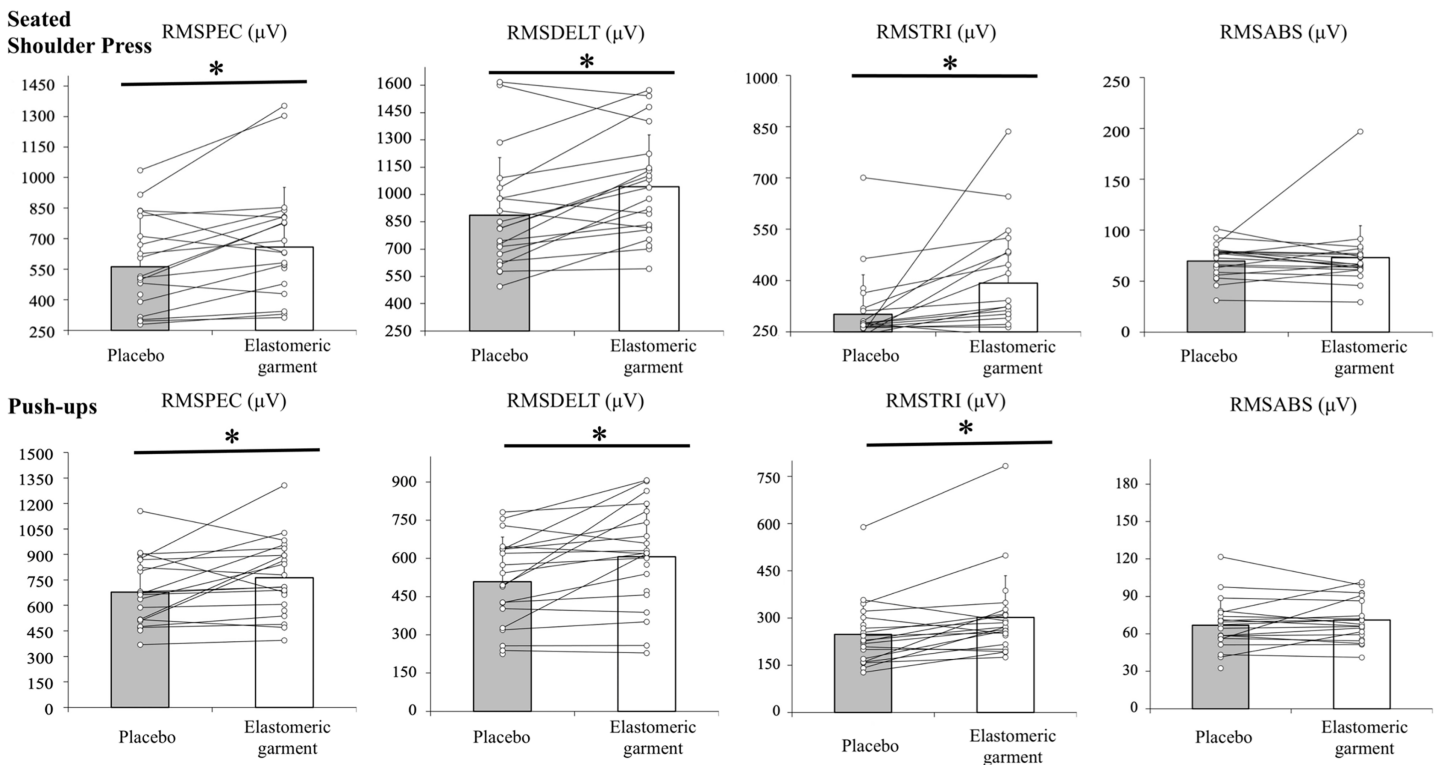 Seated
Shoulder Press
RMSPEC (μV)
*
1450
1300
1150
1000
850
700
550
400
250
Placebo
Elastomeric
garment
RMSDELT (μV)
*
1600
1450
1300
1150
1000
850
700
550
400
250
Placebo
Elastomeric
garment
RMSTRI (μV)
*
1000
850
700
550
400
250
Placebo
Elastomeric
garment
RMSABS (μV)
250
200
150
100
50
0
Placebo
Elastomeric
garment
Push-ups
RMSPEC (μV)
*
1500
1350
1200
1050
900
750
600
450
300
150
0
Placebo
Elastomeric
garment
RMSDELT (μV)
*
900
750
600
450
300
150
0
Placebo
Elastomeric
garment
RMSTRI (μV)
*
750
600
450
300
150
0
Placebo
Elastomeric
garment
RMSABS (μV)
180
150
120
90
60
30
0
Placebo
Elastomeric
garment